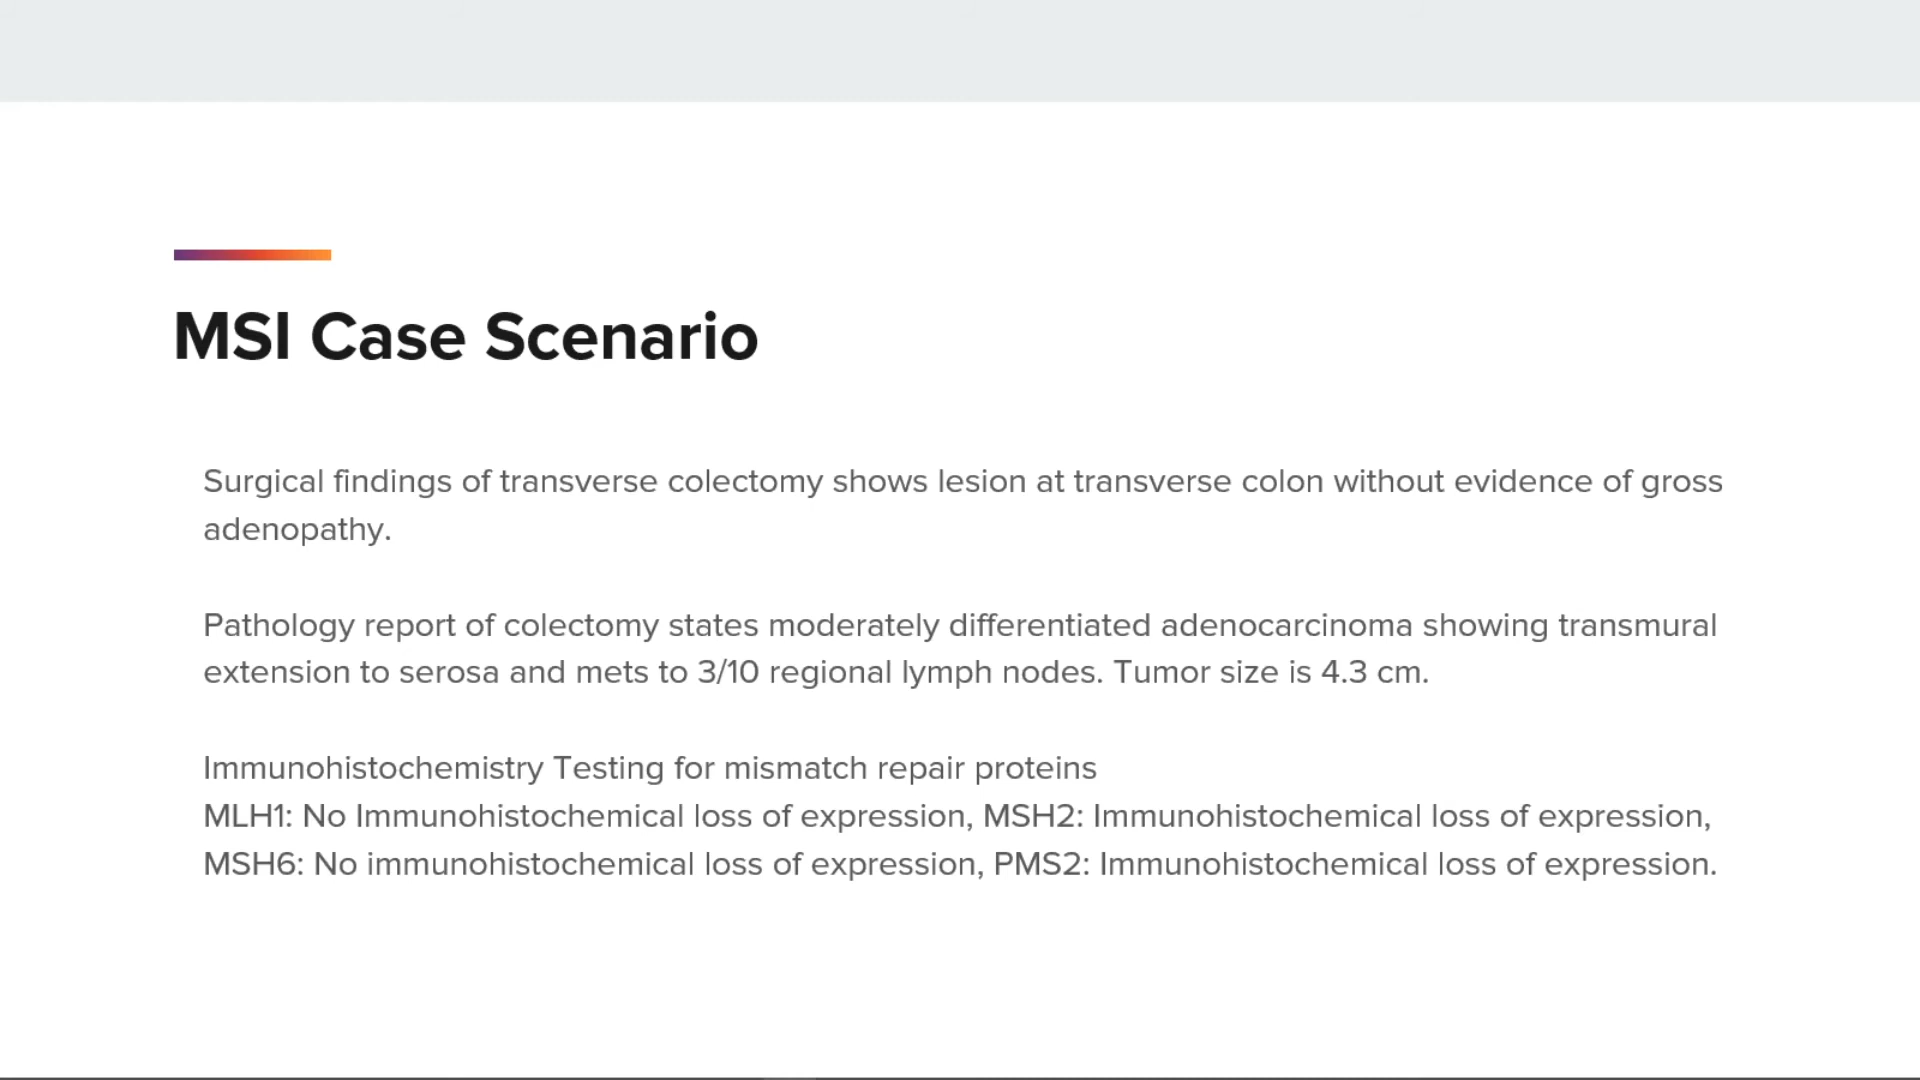 MSI Case Scenario
Surgical findings of transverse colectomy shows lesion at transverse colon without evidence of gross
adenopathy.
Pathology report of colectomy states moderately differentiated adenocarcinoma showing transmural
extension to serosa and mets to 3/10 regional lymph nodes. Tumor size is 4.3 cm.
Immunohistochemistry Testing for mismatch repair proteins
MLH1: No Immunohistochemical loss of expression, MSH2: Immunohistochemical loss of expression,
MSH6: No immunohistochemical loss of expression, PMS2: Immunohistochemical loss of expression.